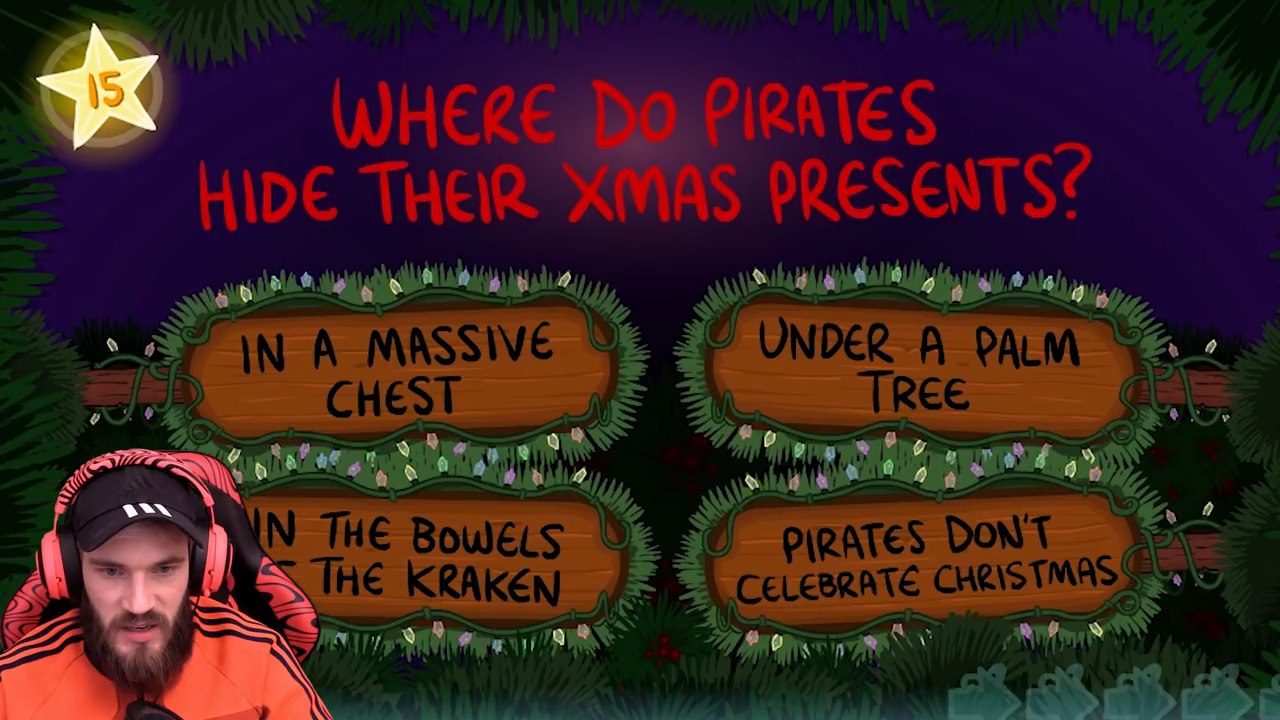 15
WHERE DO PIRATES
HIDE THEIR XMAS PRESENTS?
IN A MASSIVE
CHEST
UNDER A PALM
TREE
IN THE BOWELS
THE KRAKEN
PIRATES DON'T
CELEBRATE CHRISTMAS